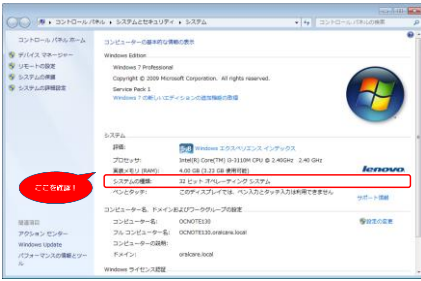 コントロール パネル ▸ システムとセキュリティ ▸ システム
コントロール パネルの検索
コントロール パネル ホーム
デバイス マネージャー
リモートの設定
システムの保護
システムの詳細設定
コンピューターの基本的な情報の表示
Windows Edition
Windows 7 Professional
Copyright © 2009 Microsoft Corporation. All rights reserved.
Service Pack 1
Windows 7 の新しいエディションの追加機能の取得
システム
評価:
Windows エクスペリエンス インデックス
プロセッサ: Intel(R) Core(TM) i3-3110M CPU @ 2.40GHz 2.40 GHz
実装メモリ (RAM): 4.00 GB (3.23 GB 使用可能)
lenovo
システムの種類: 32 ビット オペレーティング システム
ペンとタッチ: このディスプレイでは、ペン入力とタッチ入力は利用できません
サポート情報
ここを確認!
コンピューター名、ドメインおよびワークグループの設定
コンピューター名: OCNOTE130
設定の変更
フル コンピューター名: OCNOTE130.oralcare.local
コンピューターの説明:
ドメイン: oralcare.local
Windows ライセンス認証
関連項目
アクション センター
Windows Update
パフォーマンスの情報とツール